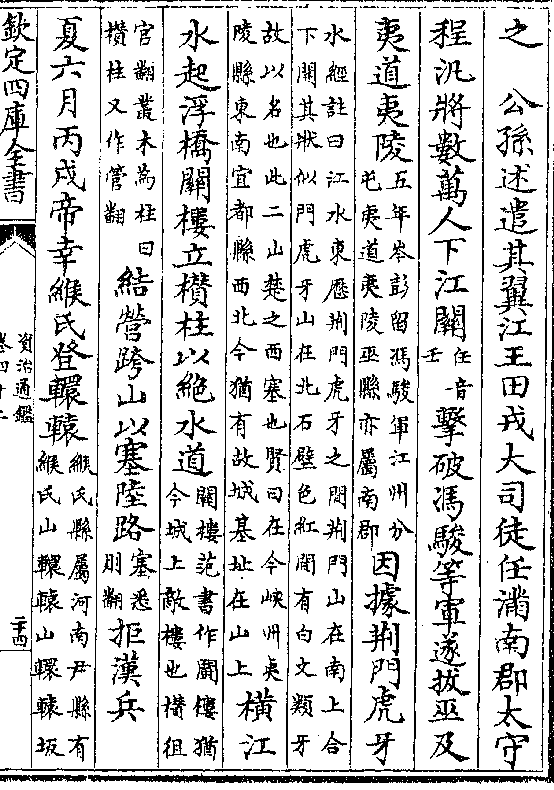 之　公孫述遣其翼江王田戎大司徒任滿南郡太守
程汎將數萬人下江關
任音
壬
擊破馮駿等軍遂拔巫及
夷道夷陵
五年岑彭留馮駿軍江州分
屯夷道夷陵巫縣亦屬南郡
因據荆門虎牙
水經註曰江水東歷荆門虎牙之間荆門山在南上合
下開其狀似門虎牙山在北石壁色紅間有白文類牙
故以名也此二山楚之西塞也賢曰在今峽州夷
陵縣東南宜都縣西北今猶有故城基址在山上
橫江
水起浮橋關樓立欑柱以絶水道
關樓范書作鬭樓猶
今城上敵樓也欑徂
官翻叢木為柱曰
欑柱又作管翻
結營跨山以塞陸路
塞悉
則翻
拒漢兵
夏六月丙戌帝幸緱氏登轘轅
緱氏縣屬河南尹縣有
緱氏山轘轅山轘轅坂
欽定四庫全書
資治通鑑
卷四十二
二十四